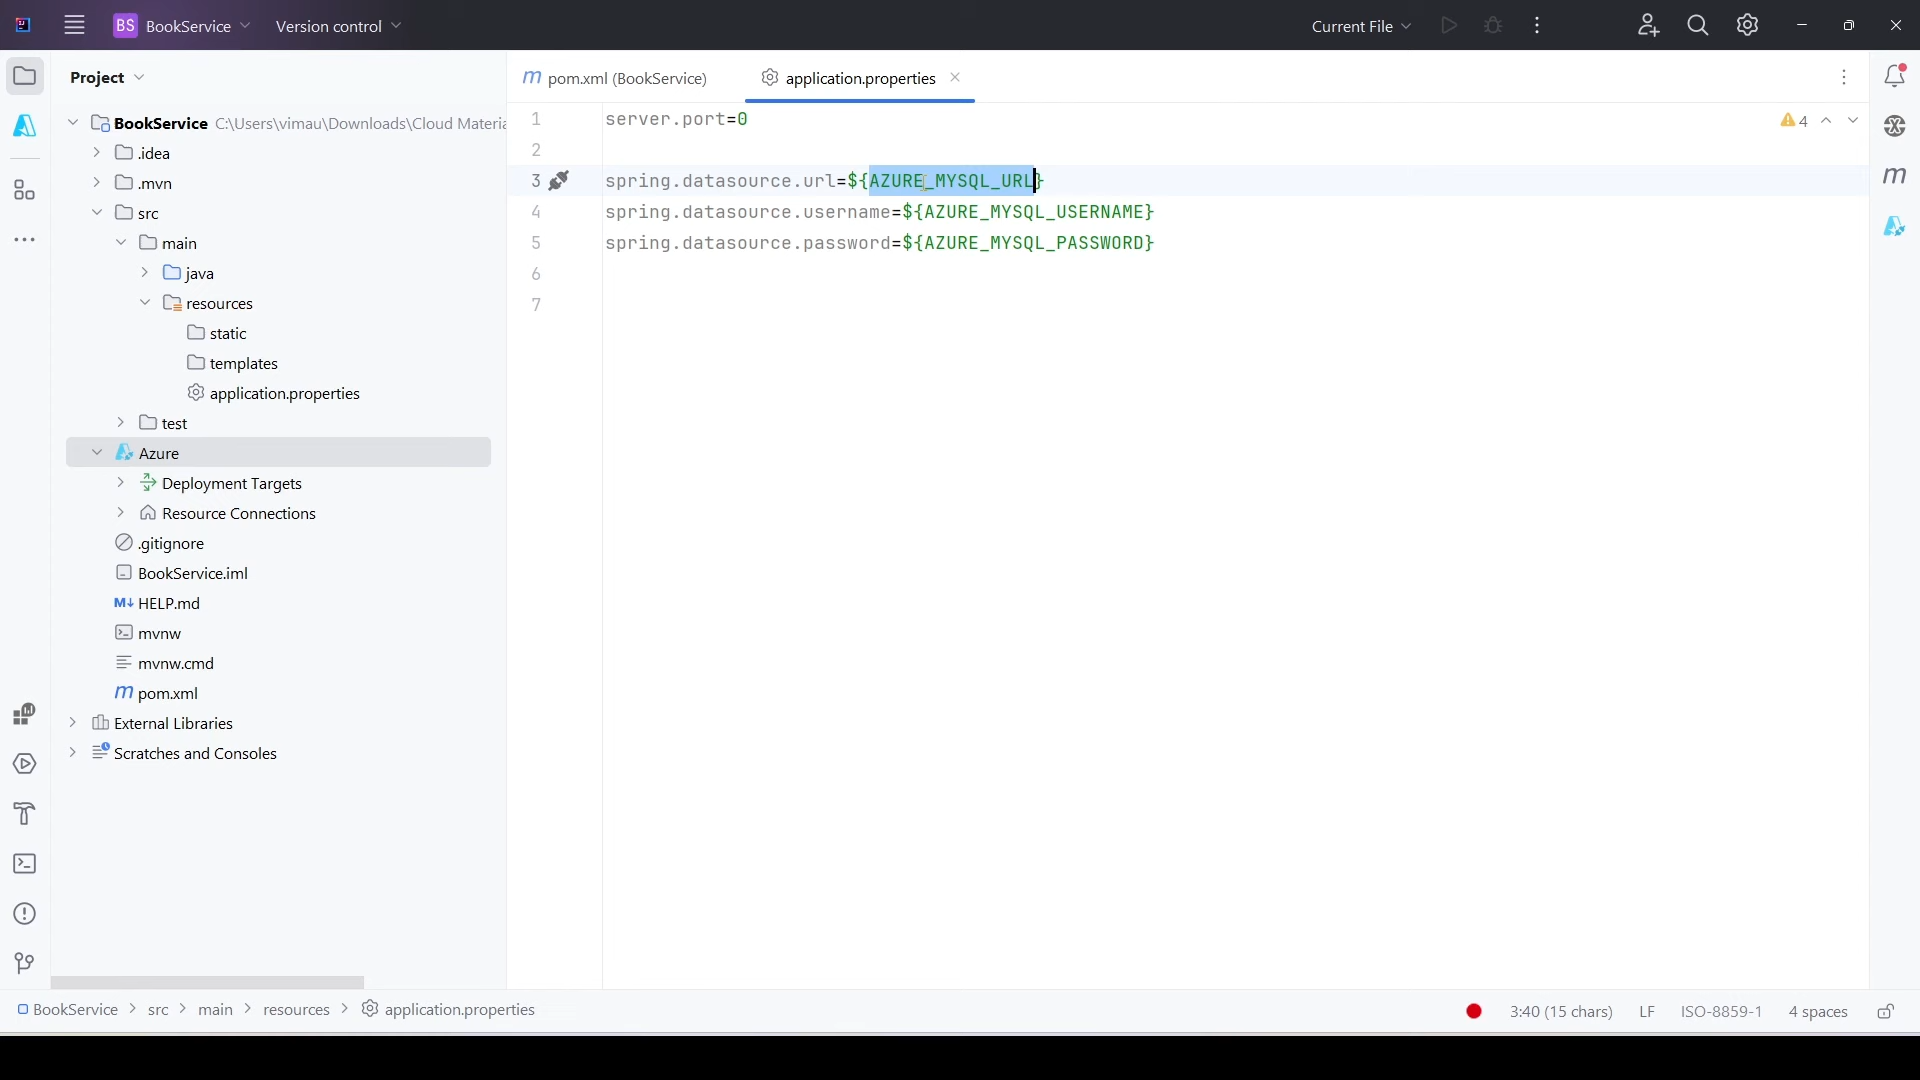 BS BookService Version control Current File
Project
pom.xml (BookService) application.properties
BookService C:\Users\vimau\Downloads\Cloud Materia
.idea
.mvn
src
main
java
resources
static
templates
application.properties
test
Azure
Deployment Targets
Resource Connections
.gitignore
BookService.iml
M↓ HELP.md
mvnw
mvnw.cmd
m pom.xml
External Libraries
Scratches and Consoles
1 server.port=0
2
3 spring.datasource.url=${AZURE_MYSQL_URL}
4 spring.datasource.username=${AZURE_MYSQL_USERNAME}
5 spring.datasource.password=${AZURE_MYSQL_PASSWORD}
6
7
4
m
BookService > src > main > resources > application.properties
3:40 (15 chars) LF ISO-8859-1 4 spaces